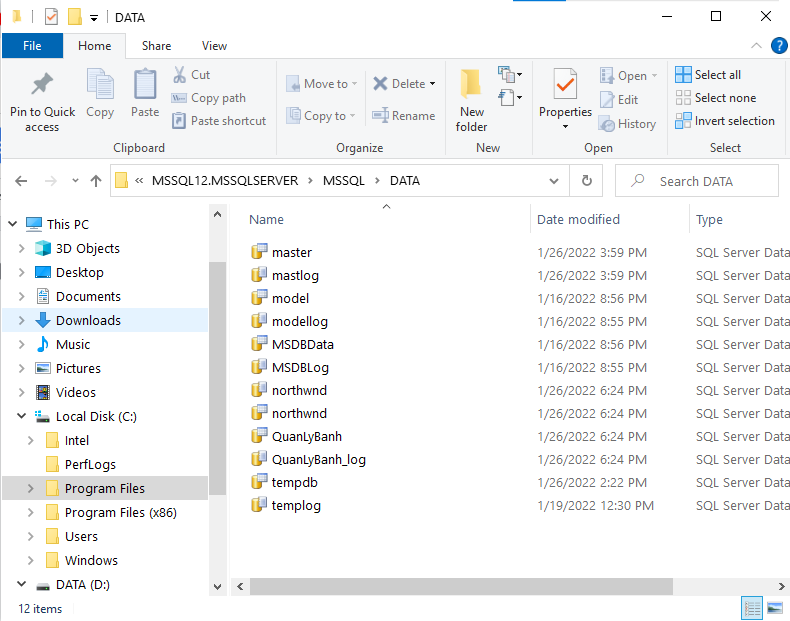 DATA
File Home Share View
Pin to Quick access
Copy
Paste
Cut
Copy path
Paste shortcut
Clipboard
Move to
Copy to
Delete
Rename
Organize
New folder
New
Properties
Open
Edit
History
Open
Select all
Select none
Invert selection
Select
« MSSQL12.MSSQLSERVER › MSSQL › DATA
Search DATA
This PC
3D Objects
Desktop
Documents
Downloads
Music
Pictures
Videos
Local Disk (C:)
Intel
PerfLogs
Program Files
Program Files (x86)
Users
Windows
DATA (D:)
Name Date modified Type
master 1/26/2022 3:59 PM SQL Server Data
mastlog 1/26/2022 3:59 PM SQL Server Data
model 1/16/2022 8:56 PM SQL Server Data
modellog 1/16/2022 8:55 PM SQL Server Data
MSDBData 1/16/2022 8:56 PM SQL Server Data
MSDBLog 1/16/2022 8:55 PM SQL Server Data
northwnd 1/26/2022 6:24 PM SQL Server Data
northwnd 1/26/2022 6:24 PM SQL Server Data
QuanLyBanh 1/26/2022 6:24 PM SQL Server Data
QuanLyBanh_log 1/26/2022 6:24 PM SQL Server Data
tempdb 1/26/2022 2:22 PM SQL Server Data
templog 1/19/2022 12:30 PM SQL Server Data
12 items